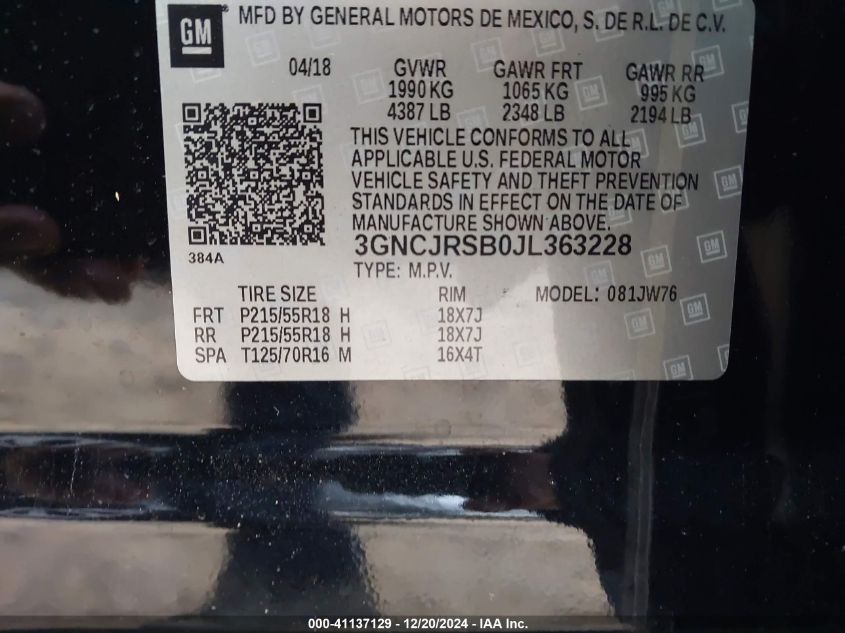 GM ® MFD BY GENERAL MOTORS DE MEXICO, S. DE R.L. DE C.V.
04/18 GVWR GAWR FRT GAWR RR
1990 KG 1065 KG 995 KG
4387 LB 2348 LB 2194 LB
THIS VEHICLE CONFORMS TO ALL
APPLICABLE U.S. FEDERAL MOTOR
VEHICLE SAFETY AND THEFT PREVENTION
STANDARDS IN EFFECT ON THE DATE OF
MANUFACTURE SHOWN ABOVE.
384A 3GNCJRSB0JL363228
TYPE: M.P.V.
TIRE SIZE RIM MODEL: 081JW76
FRT P215/55R18 H 18X7J
RR P215/55R18 H 18X7J
SPA T125/70R16 M 16X4T
000-41137129 - 12/20/2024 - IAA Inc.